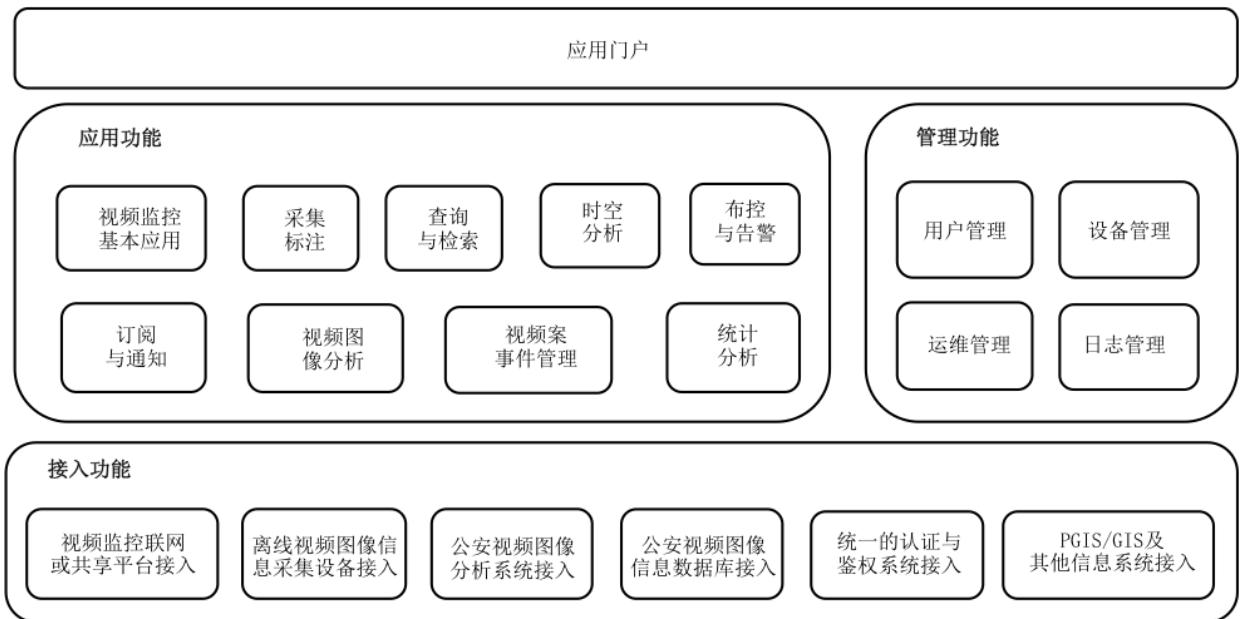 应用门户
应用功能
视频监控
基本应用
采集
标注
查询
与检索
时空
分析
布控
与告警
订阅
与通知
视频图
像分析
视频案
事件管理
统计
分析
管理功能
用户管理
设备管理
运维管理
日志管理
接入功能
视频监控联网
或共享平台接入
离线视频图像信
息采集设备接入
公安视频图像
分析系统接入
公安视频图像
信息数据库接入
统一的认证与
鉴权系统接入
PGIS/GIS及
其他信息系统接入